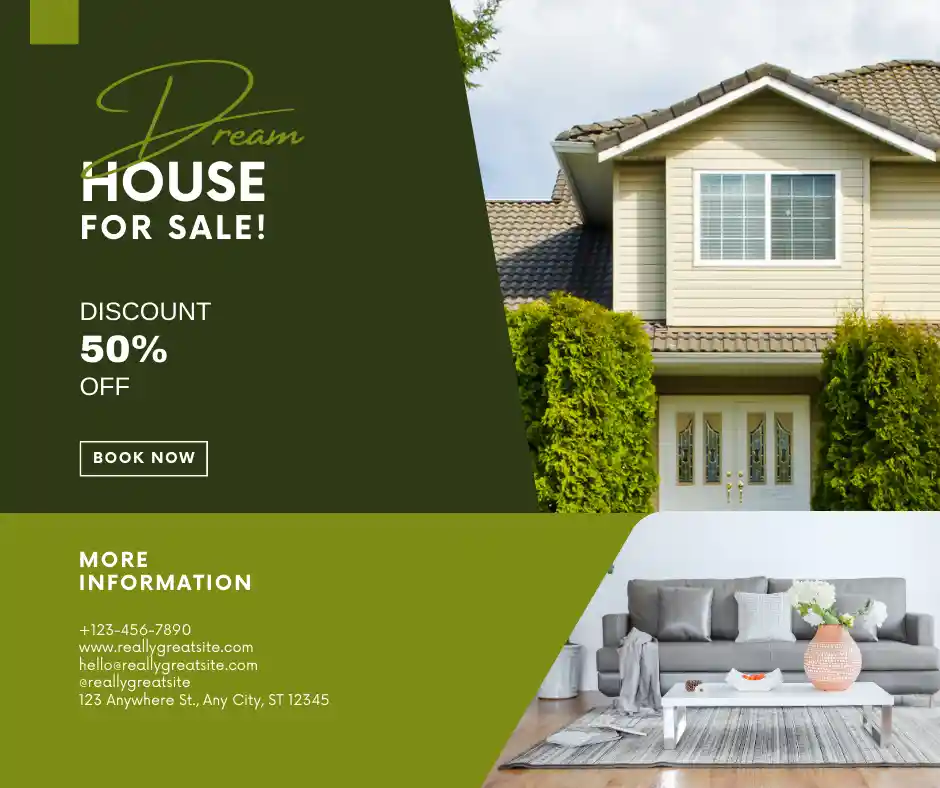 Dream
HOUSE
FOR SALE!
DISCOUNT
50%
OFF
BOOK NOW
MORE
INFORMATION
+123-456-7890
www.reallygreatsite.com
hello@reallygreatsite.com
@reallygreatsite
123 Anywhere St., Any City, ST 12345